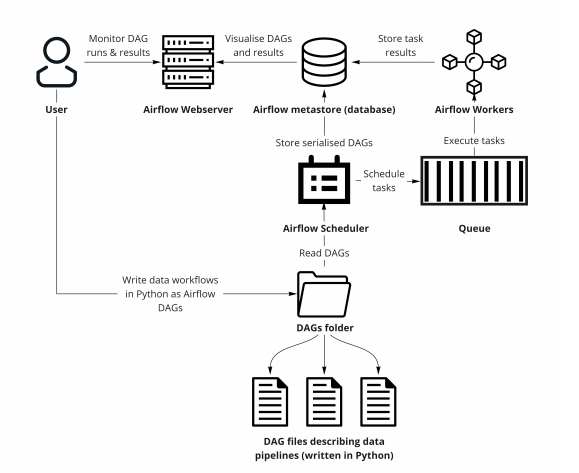 Monitor DAG
runs & results
Visualise DAGs
and results
Store task
results
User
Airflow Webserver
Airflow metastore (database)
Airflow Workers
Store serialised DAGs
Execute tasks
Schedule
tasks
Airflow Scheduler
Queue
Read DAGs
Write data workflows
in Python as Airflow
DAGs
DAGs folder
DAG files describing data
pipelines (written in Python)